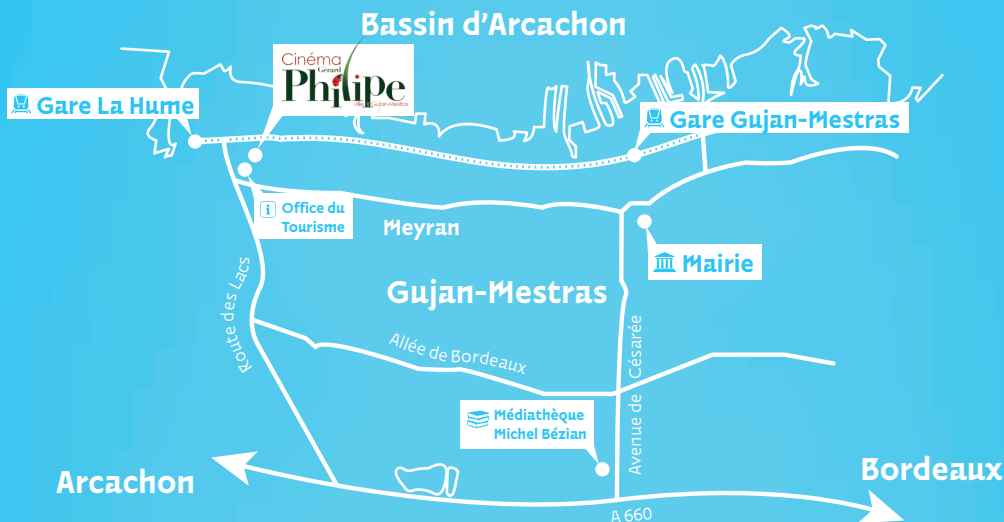 Bassin d’Arcachon
Cinéma
Gérard
Philipe
ville de Gujan-Mestras
Gare La Hume
Gare Gujan-Mestras
Office du
Tourisme
Meyran
Mairie
Gujan-Mestras
Route des Lacs
Allée de Bordeaux
Avenue de Césarée
Médiathèque
Michel Bézian
Arcachon
Bordeaux
A 660